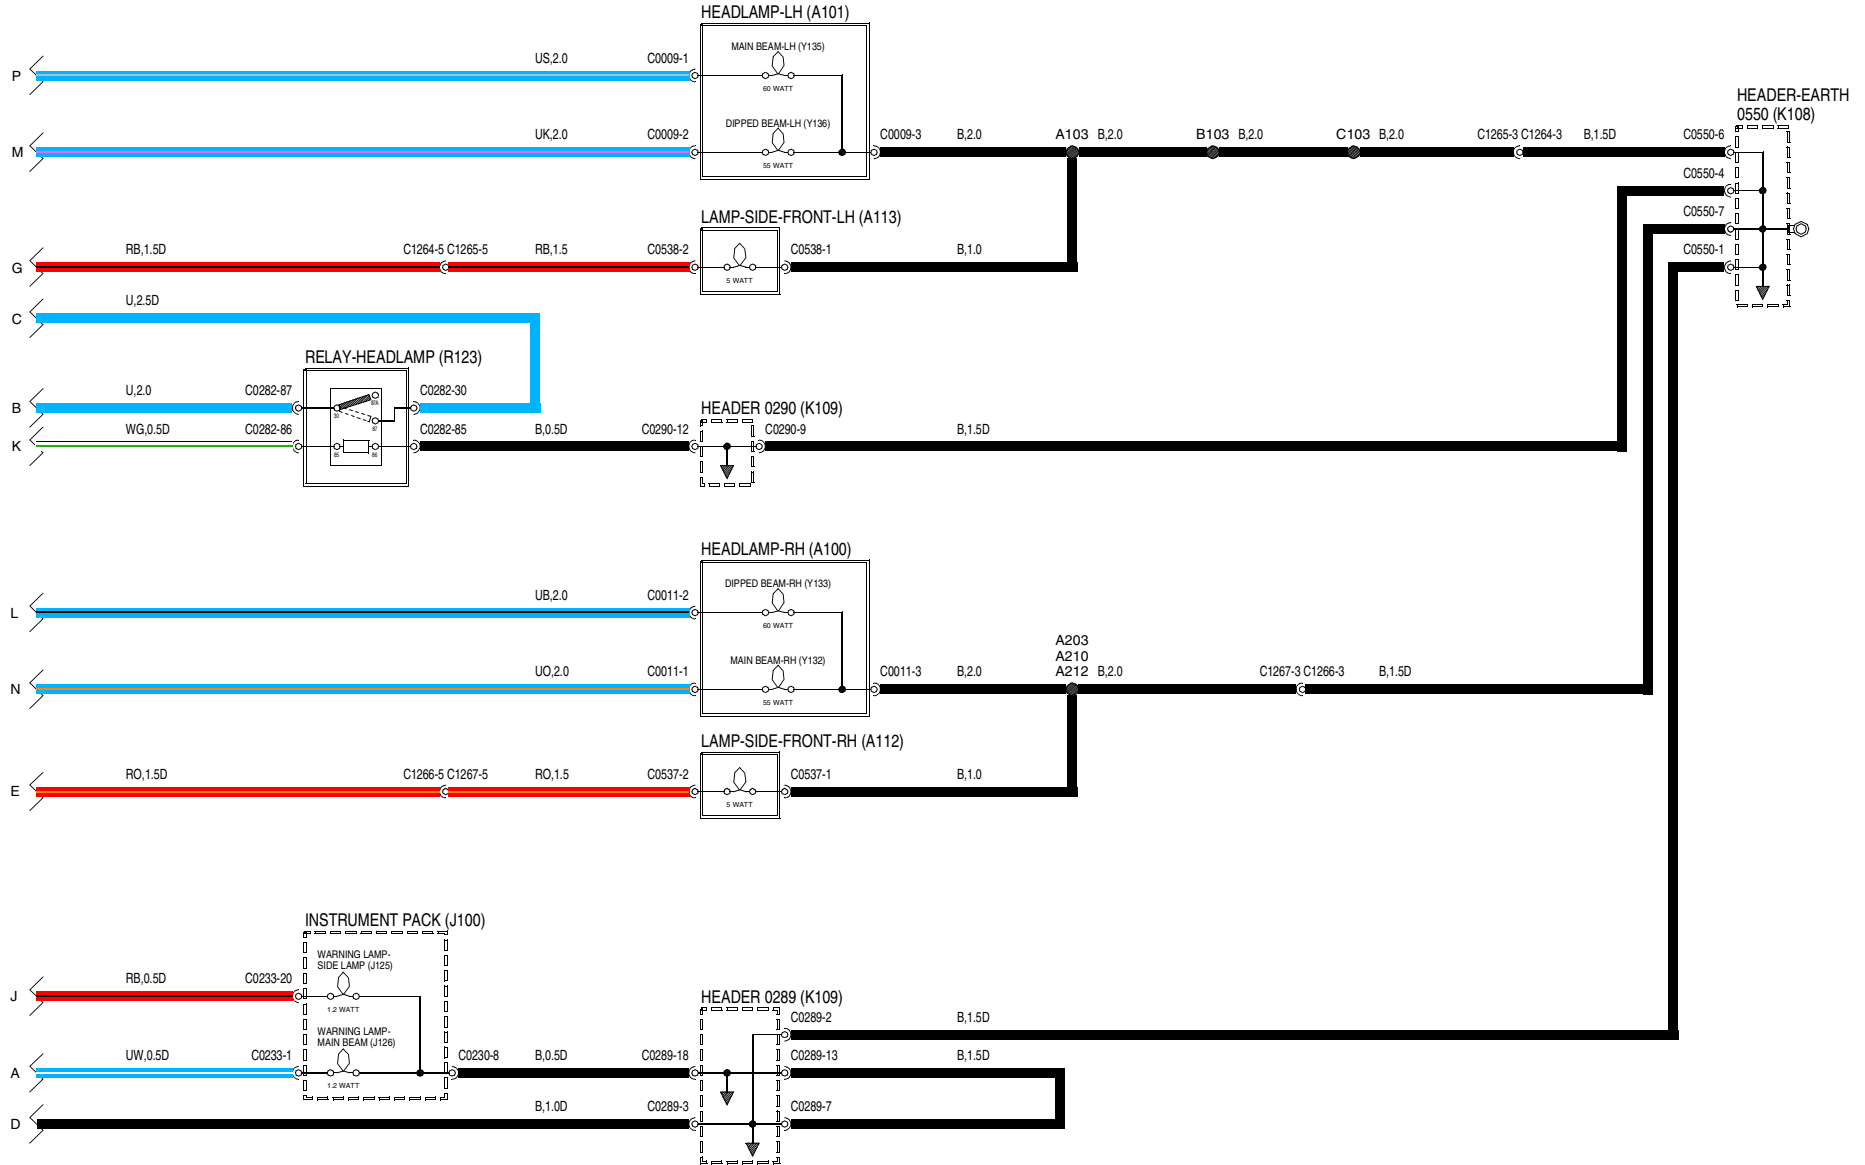 HEADLAMP-LH (A101)
MAIN BEAM-LH (Y135)
P
US,2.0
C0009-1
60 WATT
HEADER-EARTH
0550 (K108)
DIPPED BEAM-LH (Y136)
M
UK,2.0
C0009-2
55 WATT
C0009-3
B,2.0
A103
B,2.0
B103
B,2.0
C103
B,2.0
C1265-3
C1264-3
B,1.5D
C0550-6
C0550-4
C0550-7
C0550-1
LAMP-SIDE-FRONT-LH (A113)
G
RB,1.5D
C1264-5
C1265-5
RB,1.5
C0538-2
5 WATT
C0538-1
B,1.0
C
U,2.5D
RELAY-HEADLAMP (R123)
B
U,2.0
C0282-87
30
87A
87
C0282-30
K
WG,0.5D
C0282-86
85
86
C0282-85
B,0.5D
C0290-12
HEADER 0290 (K109)
C0290-9
B,1.5D
HEADLAMP-RH (A100)
DIPPED BEAM-RH (Y133)
L
UB,2.0
C0011-2
60 WATT
MAIN BEAM-RH (Y132)
N
UO,2.0
C0011-1
55 WATT
C0011-3
B,2.0
A203
A210
A212
B,2.0
C1267-3
C1266-3
B,1.5D
LAMP-SIDE-FRONT-RH (A112)
E
RO,1.5D
C1266-5
C1267-5
RO,1.5
C0537-2
5 WATT
C0537-1
B,1.0
INSTRUMENT PACK (J100)
WARNING LAMP-
SIDE LAMP (J125)
J
RB,0.5D
C0233-20
1.2 WATT
WARNING LAMP-
MAIN BEAM (J126)
A
UW,0.5D
C0233-1
1.2 WATT
C0230-8
B,0.5D
C0289-18
HEADER 0289 (K109)
C0289-2
B,1.5D
C0289-13
B,1.5D
D
B,1.0D
C0289-3
C0289-7